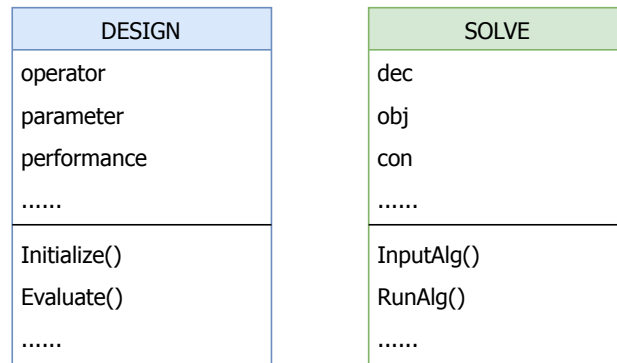 DESIGN
operator
parameter
performance
......
Initialize()
Evaluate()
......
SOLVE
dec
obj
con
......
InputAlg()
RunAlg()
......